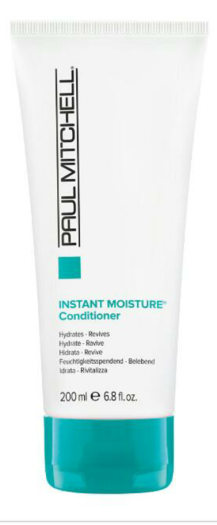 PAUL MITCHELL®
INSTANT MOISTURE™
Conditioner
Hydrates - Revives
Hydrate - Ravive
Hidrata - Revive
Feuchtigkeitsspendend - Belebend
Idrata - Rivitalizza
200 ml ℮ 6.8 fl. oz.